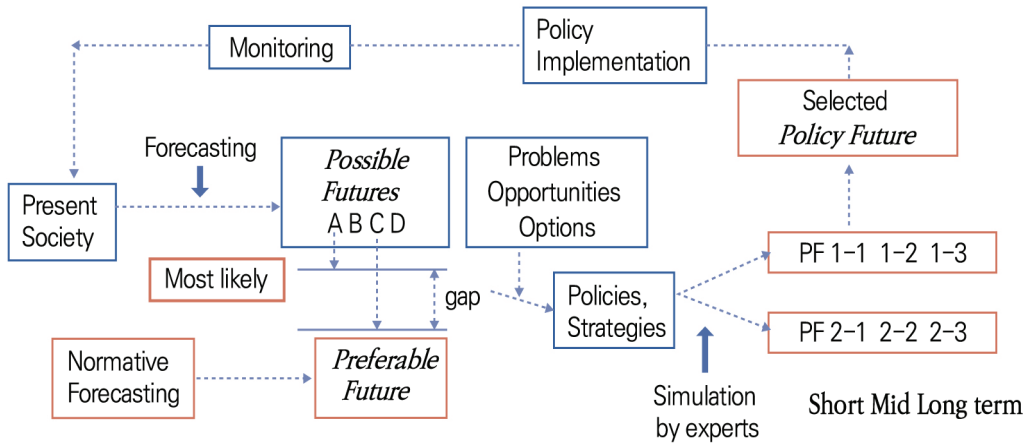 Monitoring
Policy
Implementation
Selected
Policy Future
Forecasting
Possible
Futures
A B C D
Problems
Opportunities
Options
Present
Society
Most likely
gap
Policies,
Strategies
PF 1-1 1-2 1-3
PF 2-1 2-2 2-3
Normative
Forecasting
Preferable
Future
Simulation
by experts
Short Mid Long term